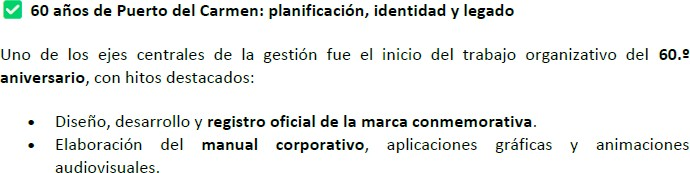 ✅ 60 años de Puerto del Carmen: planificación, identidad y legado
Uno de los ejes centrales de la gestión fue el inicio del trabajo organizativo del 60.º
aniversario, con hitos destacados:
• Diseño, desarrollo y registro oficial de la marca conmemorativa.
• Elaboración del manual corporativo, aplicaciones gráficas y animaciones
audiovisuales.